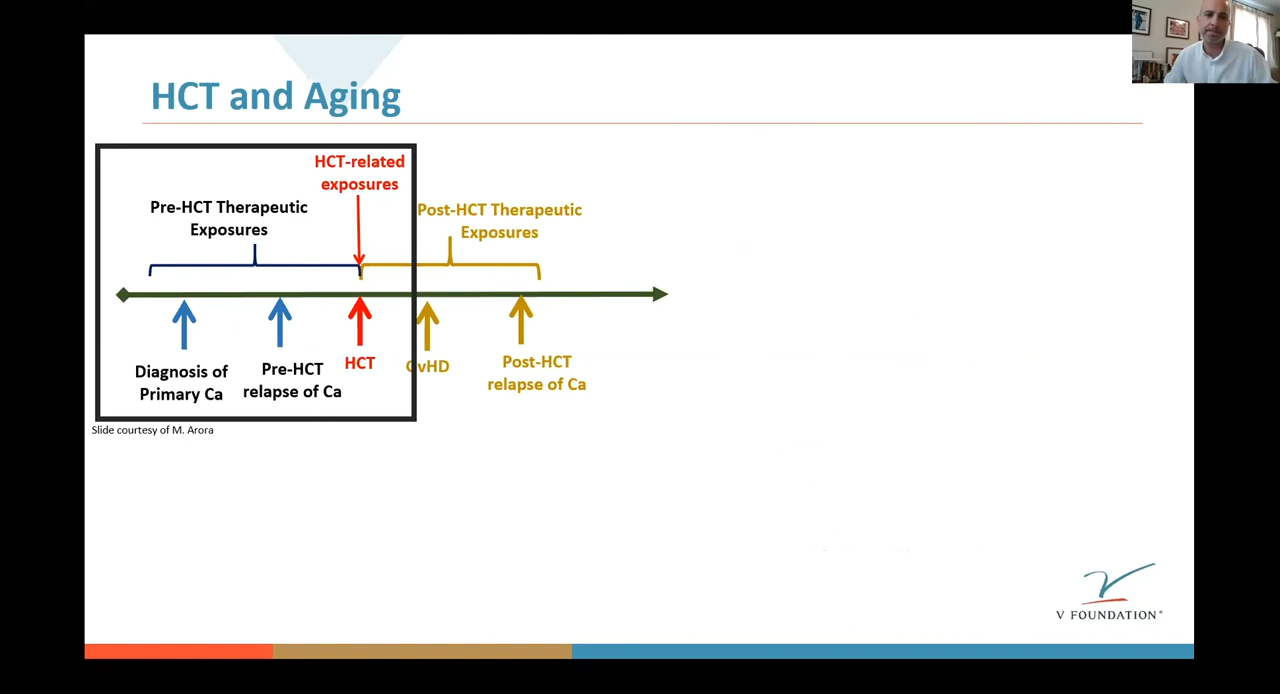 HCT and Aging
HCT-related
exposures
Pre-HCT Therapeutic
Exposures
Post-HCT Therapeutic
Exposures
Diagnosis of
Primary Ca
Pre-HCT
relapse of Ca
HCT
GvHD
Post-HCT
relapse of Ca
Slide courtesy of M. Arora
V FOUNDATION®